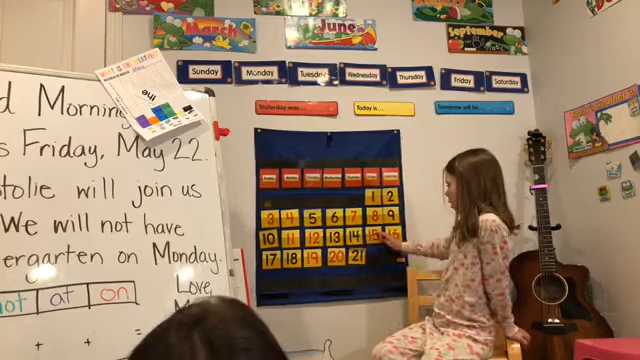 March
June
September
Sunday Monday Tuesday Wednesday Thursday Friday Saturday
Yesterday was... Today is... Tomorrow will be...
the
d Morning
s Friday, May 22.
stolie will join us
We will not have
ergarten on Monday.
Love,
not at on
+ + =
1 2
3 4 5 6 7 8 9
10 11 12 13 14 15 16
17 18 19 20 21